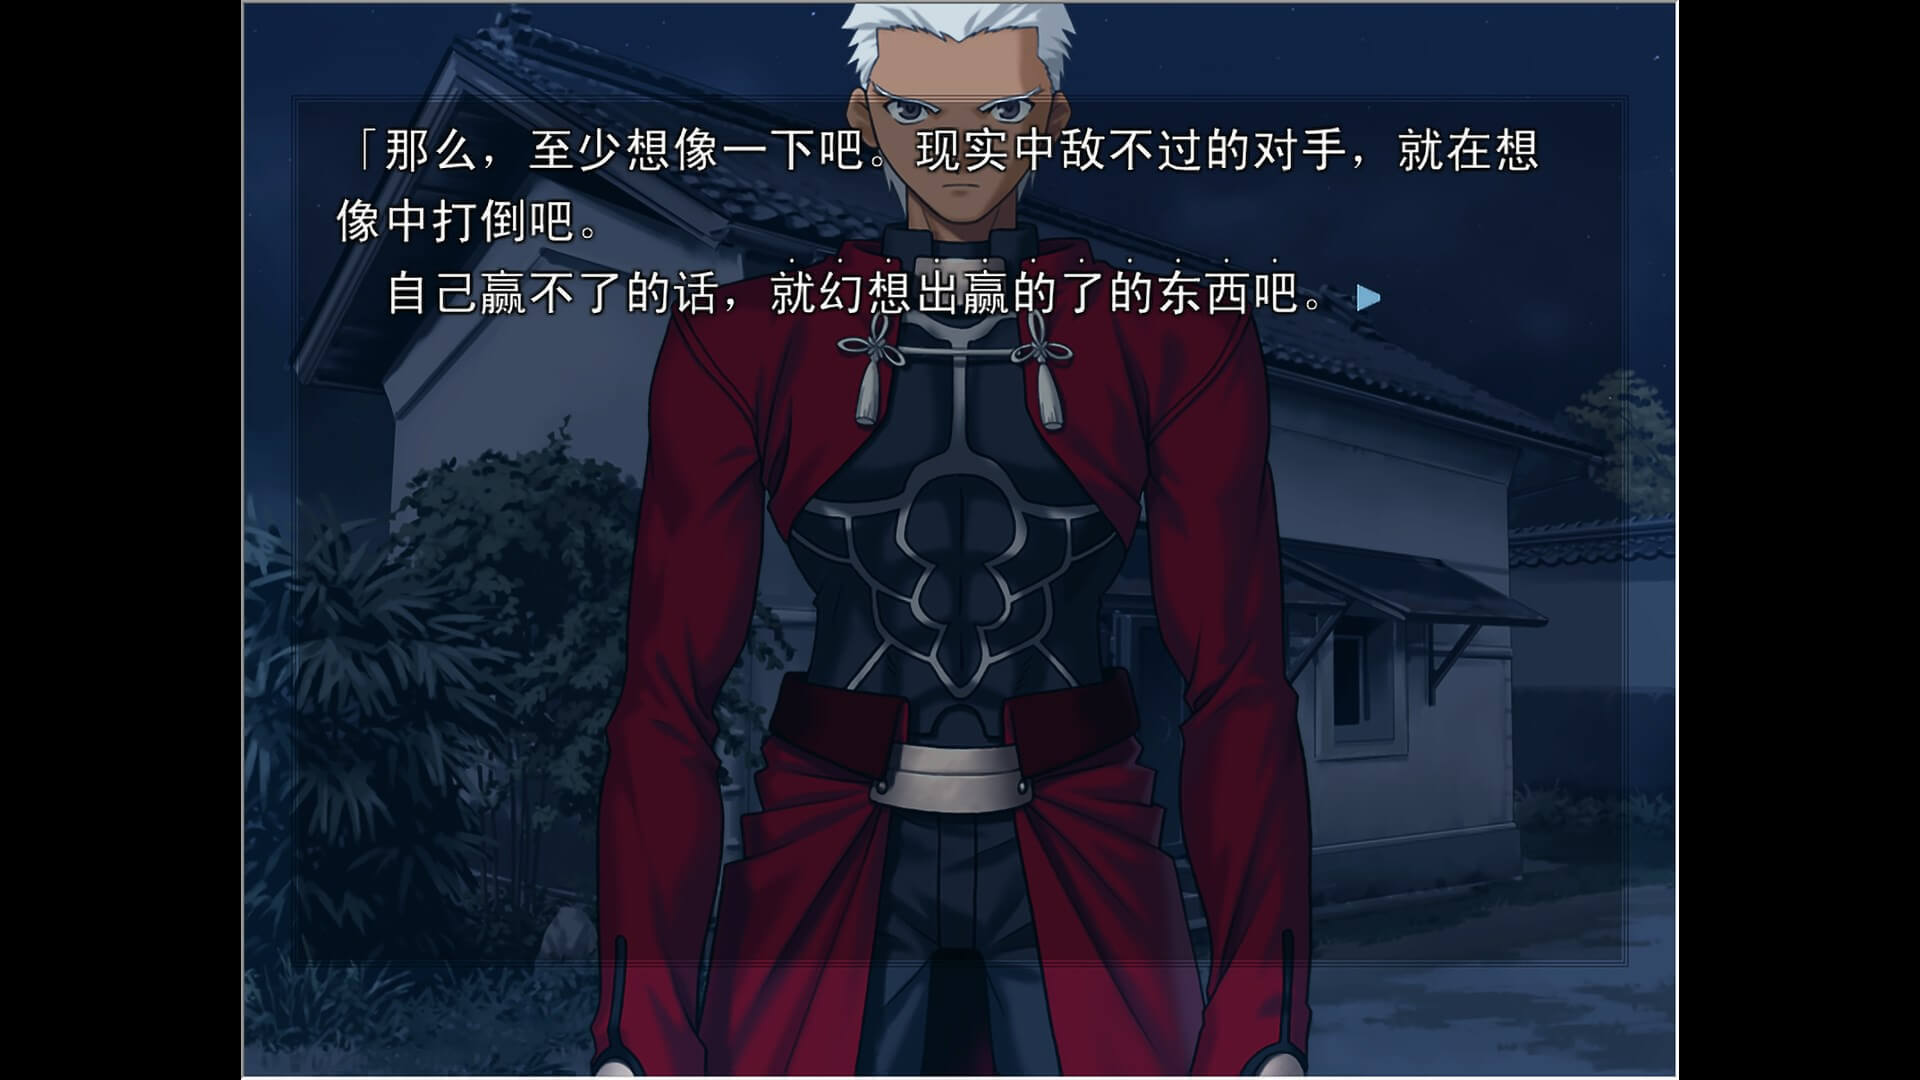 「那么，至少想像一下吧。现实中敌不过的对手，就在想
像中打倒吧。
自己赢不了的话，就幻想出赢的了的东西吧。